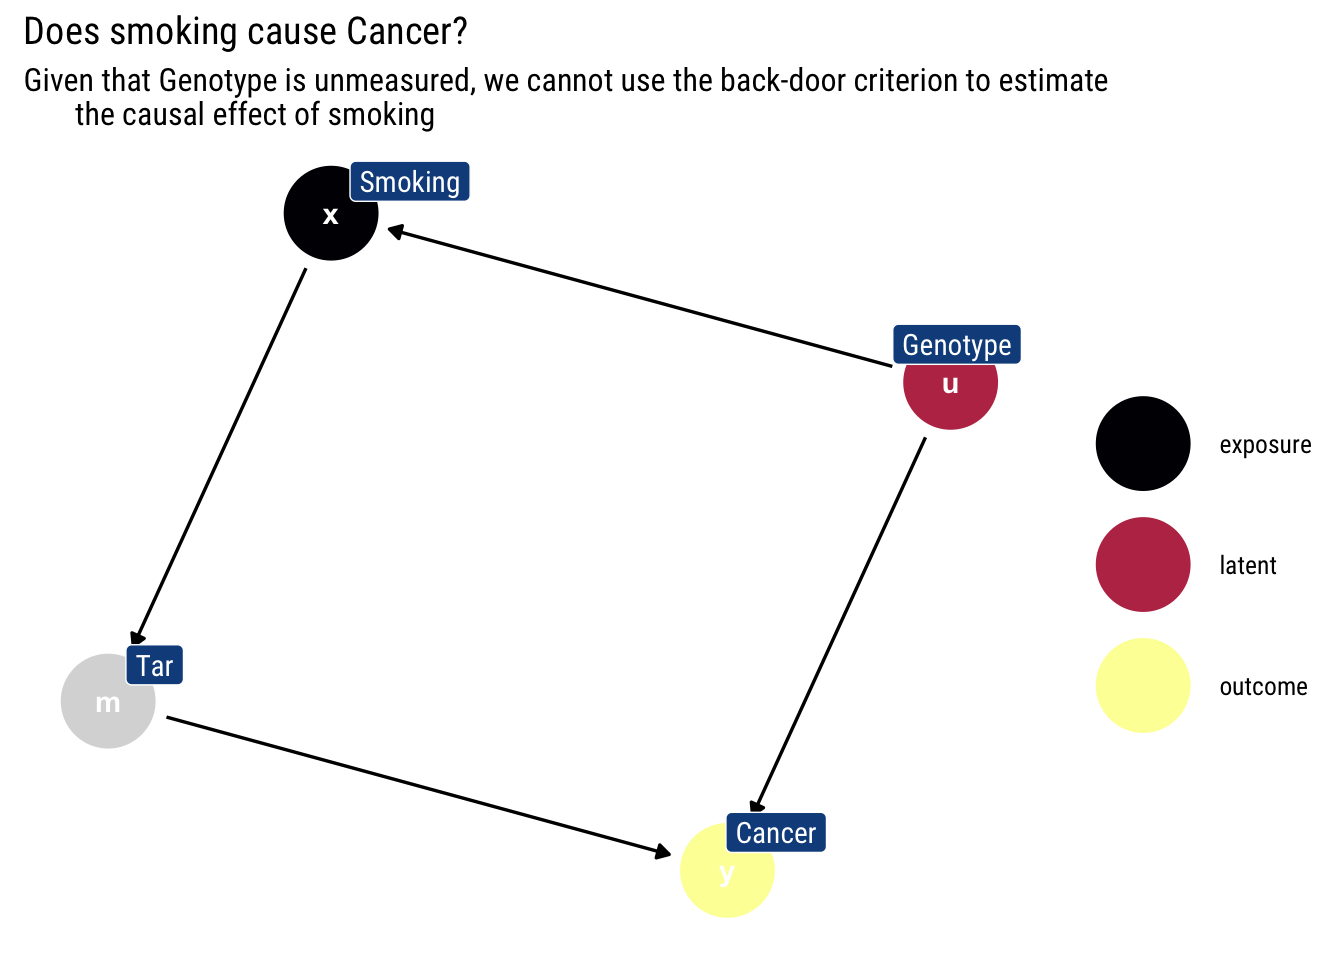 Does smoking cause Cancer?
Given that Genotype is unmeasured, we cannot use the back-door criterion to estimate
the causal effect of smoking
Smoking
x
Genotype
u
exposure
latent
Tar
m
outcome
Cancer
y